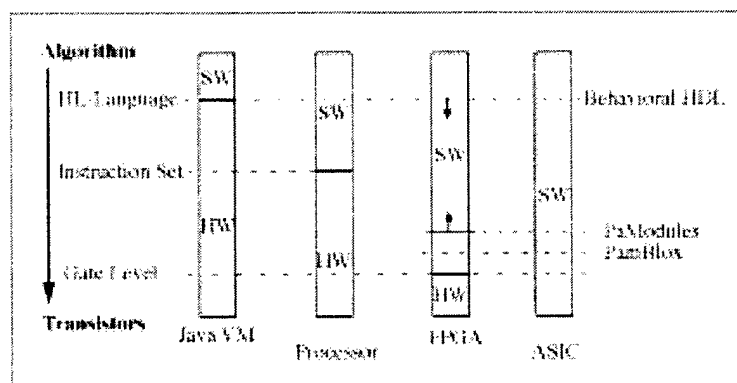 Algorithm
SW
HL-Language
Behavioral HDL
SW
SW
Instruction Set
SW
HW
PaModules
HW
PamBlox
Gate Level
HW
Transistors
Java VM
Processor
FPGA
ASIC